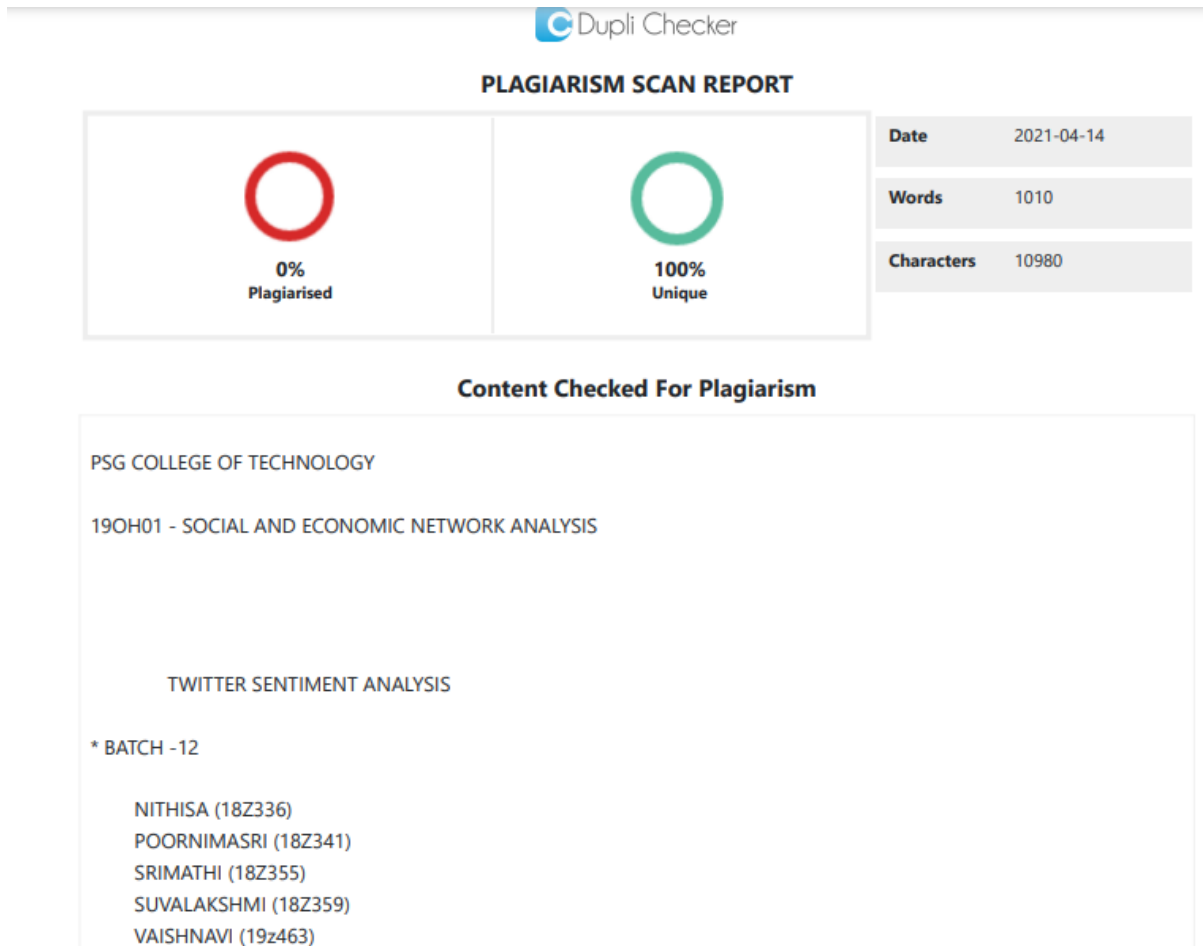 C Dupli Checker
PLAGIARISM SCAN REPORT
0%
Plagiarised
100%
Unique
Date 2021-04-14
Words 1010
Characters 10980
Content Checked For Plagiarism
PSG COLLEGE OF TECHNOLOGY
19OH01 - SOCIAL AND ECONOMIC NETWORK ANALYSIS
TWITTER SENTIMENT ANALYSIS
* BATCH -12
NITHISA (18Z336)
POORNIMASRI (18Z341)
SRIMATHI (18Z355)
SUVALAKSHMI (18Z359)
VAISHNAVI (19z463)